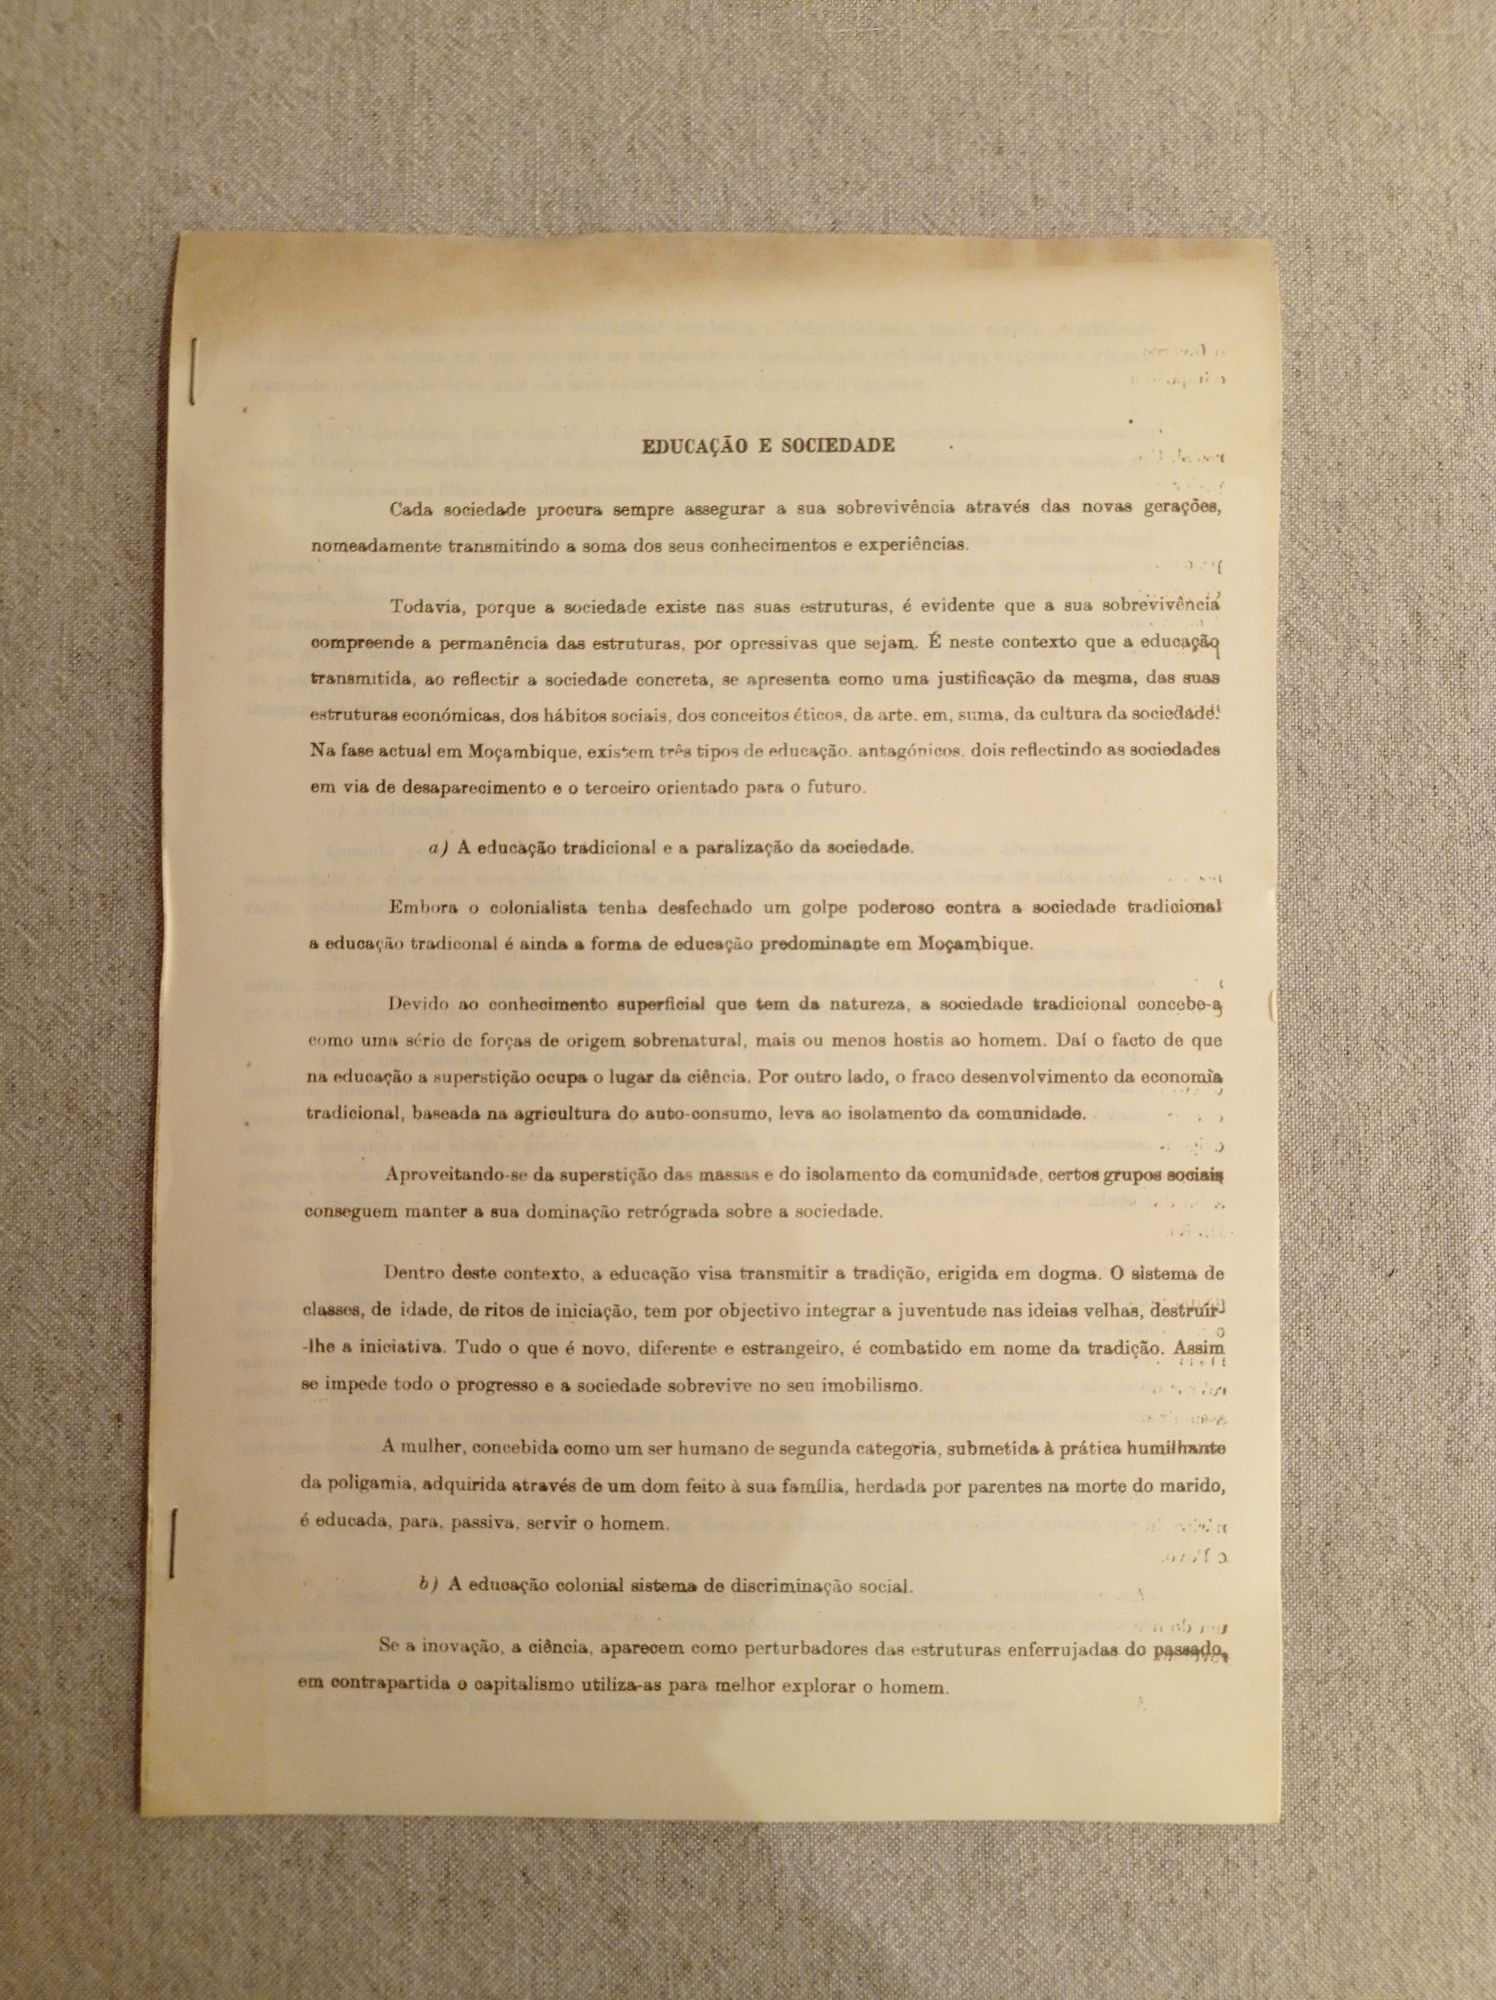 EDUCAÇÃO E SOCIEDADE
Cada sociedade procura sempre assegurar a sua sobrevivência através das novas gerações,
nomeadamente transmitindo a soma dos seus conhecimentos e experiências.
Todavia, porque a sociedade existe nas suas estruturas, é evidente que a sua sobrevivência
compreende a permanência das estruturas, por opressivas que sejam. É neste contexto que a educação
transmitida, ao reflectir a sociedade concreta, se apresenta como uma justificação da mesma, das suas
estruturas económicas, dos hábitos sociais, dos conceitos éticos, da arte. em, suma, da cultura da sociedade.
Na fase actual em Moçambique, existem três tipos de educação. antagónicos. dois reflectindo as sociedades
em via de desaparecimento e o terceiro orientado para o futuro.
a) A educação tradicional e a paralização da sociedade.
Embora o colonialista tenha desfechado um golpe poderoso contra a sociedade tradicional
a educação tradiconal é ainda a forma de educação predominante em Moçambique.
Devido ao conhecimento superficial que tem da natureza, a sociedade tradicional concebe-a
como uma série de forças de origem sobrenatural, mais ou menos hostis ao homem. Daí o facto de que
na educação a superstição ocupa o lugar da ciência. Por outro lado, o fraco desenvolvimento da economia
tradicional, baseada na agricultura do auto-consumo, leva ao isolamento da comunidade.
Aproveitando-se da superstição das massas e do isolamento da comunidade, certos grupos sociais
conseguem manter a sua dominação retrógrada sobre a sociedade.
Dentro deste contexto, a educação visa transmitir a tradição, erigida em dogma. O sistema de
classes, de idade, de ritos de iniciação, tem por objectivo integrar a juventude nas ideias velhas, destruir-
-lhe a iniciativa. Tudo o que é novo, diferente e estrangeiro, é combatido em nome da tradição. Assim
se impede todo o progresso e a sociedade sobrevive no seu imobilismo.
A mulher, concebida como um ser humano de segunda categoria, submetida à prática humilhante
da poligamia, adquirida através de um dom feito à sua família, herdada por parentes na morte do marido,
é educada, para, passiva, servir o homem.
b) A educação colonial sistema de discriminação social.
Se a inovação, a ciência, aparecem como perturbadores das estruturas enferrujadas do passado,
em contrapartida o capitalismo utiliza-as para melhor explorar o homem.